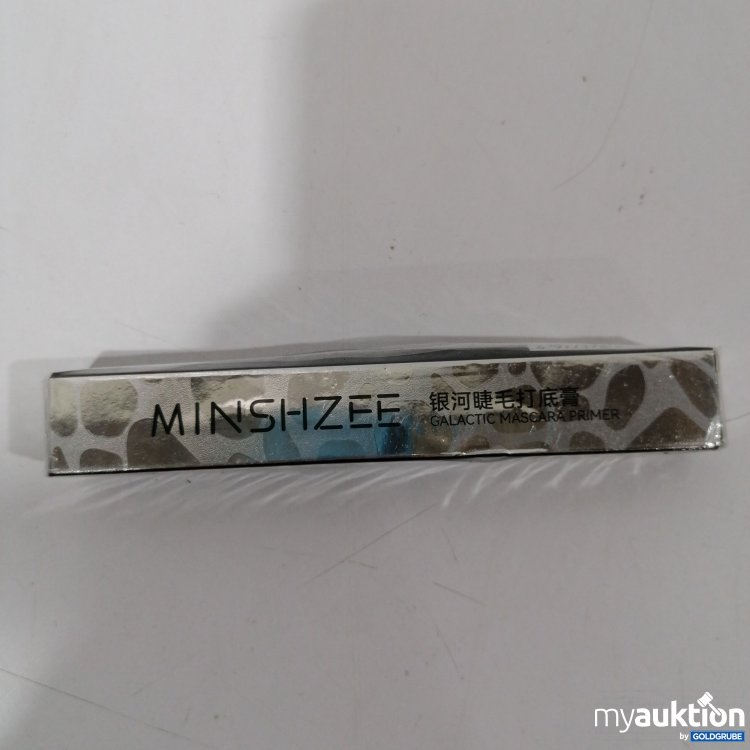 MINSHZEE
银河睫毛打底膏
GALACTIC MASCARA PRIMER
myauktion
by GOLDGRUBE